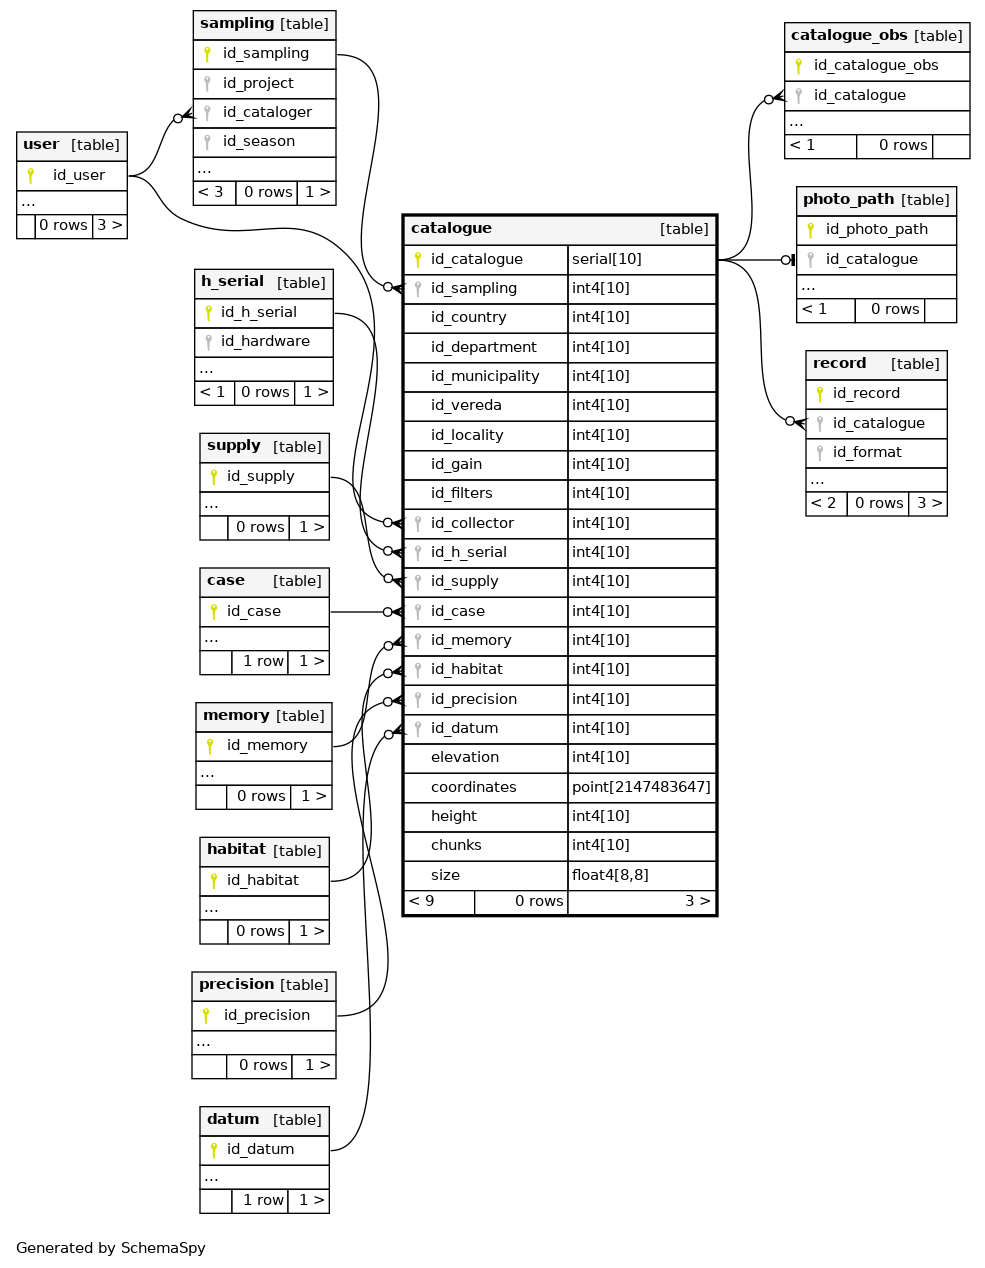 sampling [table]
id_sampling
id_project
id_cataloger
id_season
...
< 3 0 rows 1 >
user [table]
id_user
...
0 rows 3 >
h_serial [table]
id_h_serial
id_hardware
...
< 1 0 rows 1 >
supply [table]
id_supply
...
0 rows 1 >
case [table]
id_case
...
1 row 1 >
memory [table]
id_memory
...
0 rows 1 >
habitat [table]
id_habitat
...
0 rows 1 >
precision [table]
id_precision
...
0 rows 1 >
datum [table]
id_datum
...
1 row 1 >
catalogue [table]
id_catalogue serial[10]
id_sampling int4[10]
id_country int4[10]
id_department int4[10]
id_municipality int4[10]
id_vereda int4[10]
id_locality int4[10]
id_gain int4[10]
id_filters int4[10]
id_collector int4[10]
id_h_serial int4[10]
id_supply int4[10]
id_case int4[10]
id_memory int4[10]
id_habitat int4[10]
id_precision int4[10]
id_datum int4[10]
elevation int4[10]
coordinates point[2147483647]
height int4[10]
chunks int4[10]
size float4[8,8]
< 9 0 rows 3 >
catalogue_obs [table]
id_catalogue_obs
id_catalogue
...
< 1 0 rows
photo_path [table]
id_photo_path
id_catalogue
...
< 1 0 rows
record [table]
id_record
id_catalogue
id_format
...
< 2 0 rows 3 >
Generated by SchemaSpy